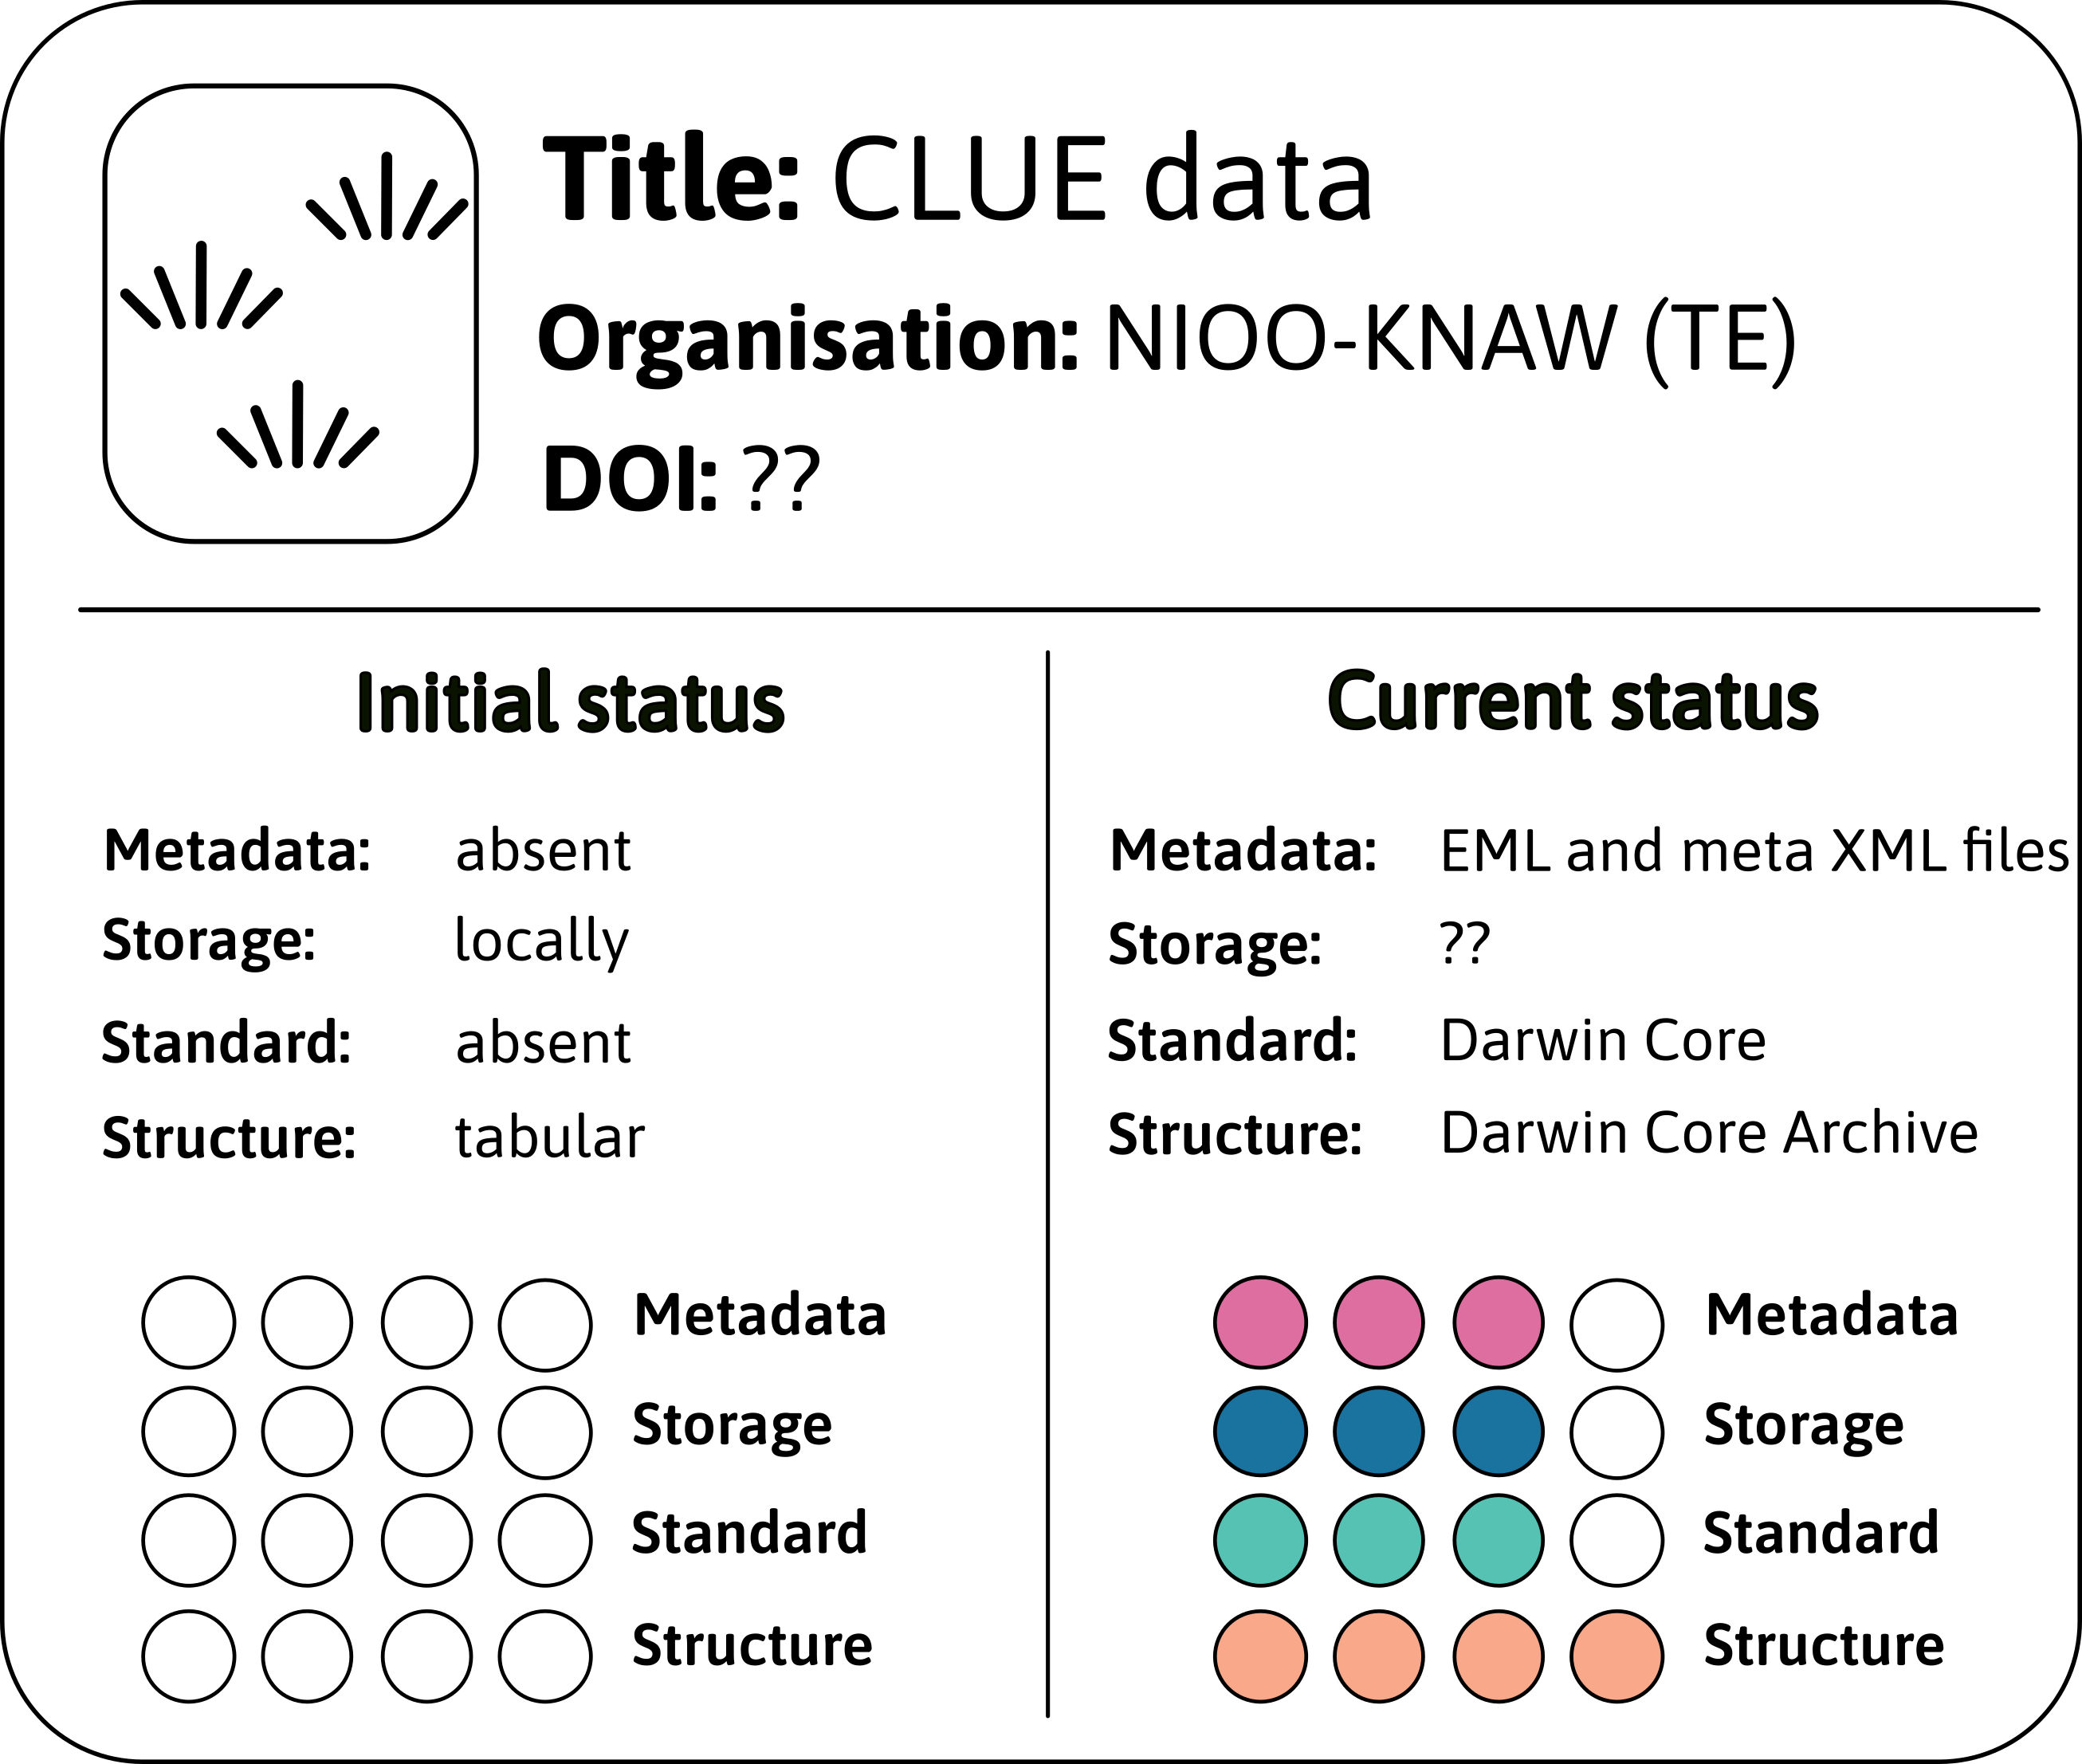 Title: CLUE data
Organisation: NIOO-KNAW (TE)
DOI: ??
Initial status
Metadata: absent
Storage: locally
Standard: absent
Structure: tabular
Metadata
Storage
Standard
Structure
Current status
Metadata: EML and meta XML files
Storage: ??
Standard: Darwin Core
Structure: Darwin Core Archive
Metadata
Storage
Standard
Structure